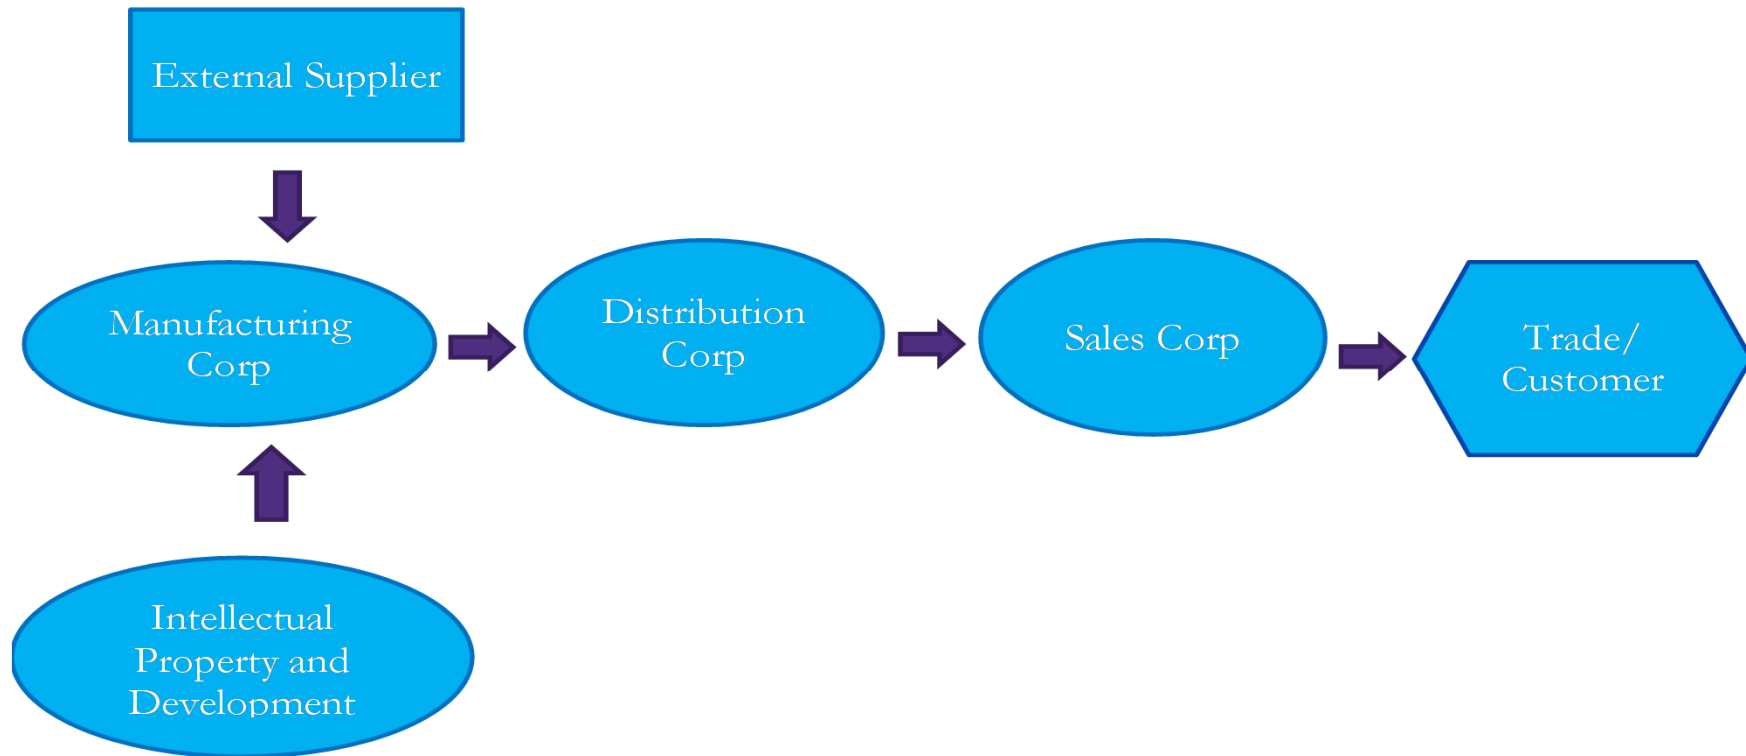 External Supplier
Manufacturing
Corp
Distribution
Corp
Sales Corp
Trade/
Customer
Intellectual
Property and
Development